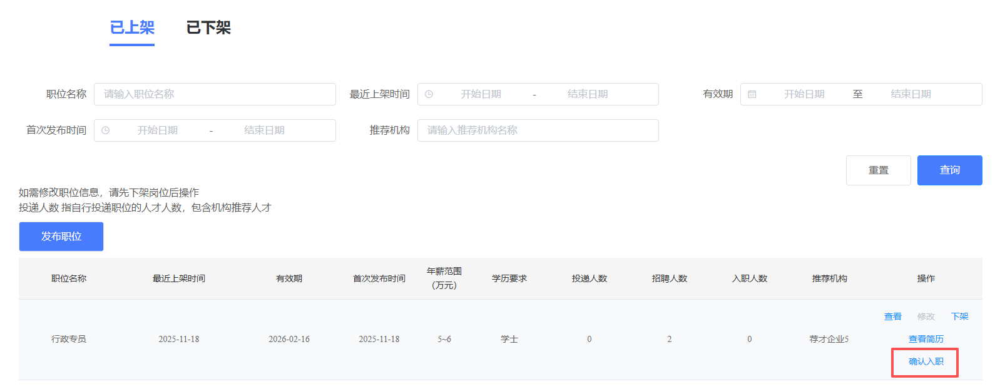 已上架 已下架
职位名称 请输入职位名称 最近上架时间 开始日期 - 结束日期 有效期 开始日期 至 结束日期
首次发布时间 开始日期 - 结束日期 推荐机构 请输入推荐机构名称
重置 查询
如需修改职位信息，请先下架岗位后操作
投递人数 指自行投递职位的人才人数，包含机构推荐人才
发布职位
职位名称 最近上架时间 有效期 首次发布时间 年薪范围（万元） 学历要求 投递人数 招聘人数 入职人数 推荐机构 操作
查看 修改 下架
行政专员 2025-11-18 2026-02-16 2025-11-18 5~6 学士 0 2 0 荐才企业5 查看简历
确认入职